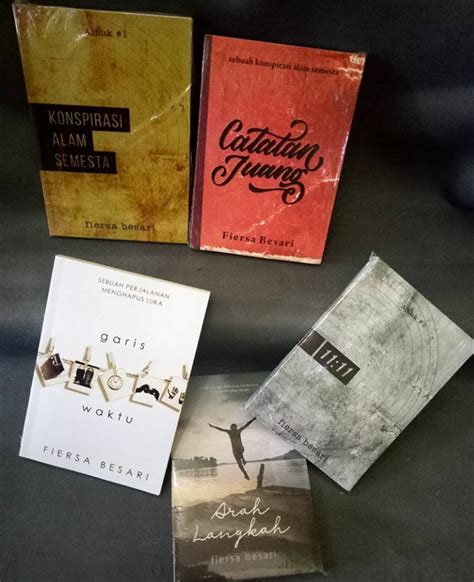 Albuk #1
KONSPIRASI
ALAM
SEMESTA
fiersa besari
sebuah konspirasi alam semesta
Catatan
Juang
Fiersa Besari
SEBUAH PERJALANAN
MENGHAPUS LUKA
garis
waktu
FIERSA BESARI
11:11
fiersa besari
Arah
Langkah
fiersa besari